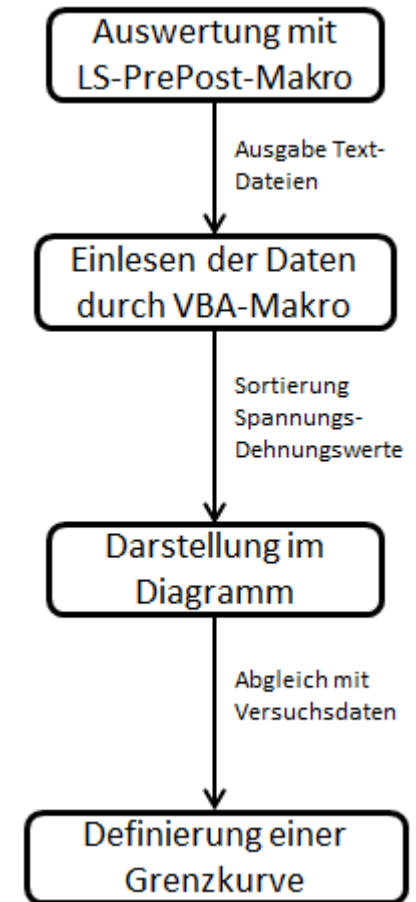 Auswertung mit
LS-PrePost-Makro
Ausgabe Text-
Dateien
Einlesen der Daten
durch VBA-Makro
Sortierung
Spannungs-
Dehnungswerte
Darstellung im
Diagramm
Abgleich mit
Versuchsdaten
Definierung einer
Grenzkurve